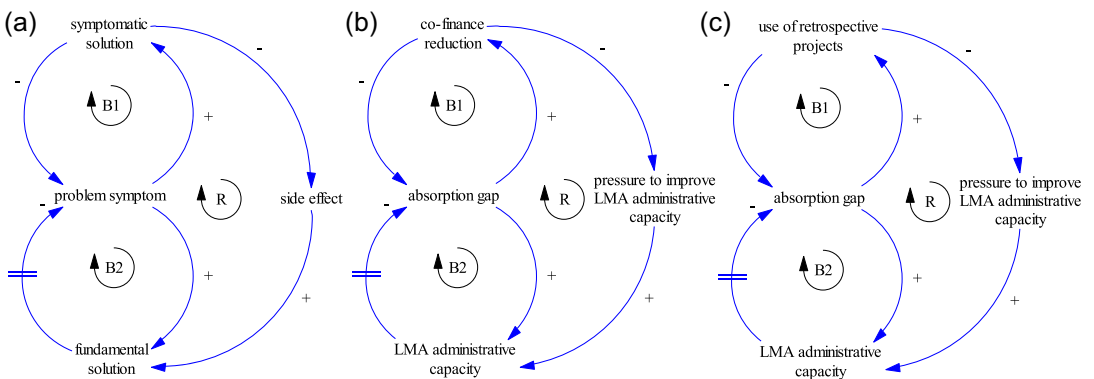 (a)
symptomatic
solution
-
-
B1
+
problem symptom
R
side effect
-
B2
+
+
fundamental
solution
(b)
co-finance
reduction
-
-
B1
+
absorption gap
R
pressure to improve
LMA administrative
capacity
-
B2
+
+
LMA administrative
capacity
(c)
use of retrospective
projects
-
-
B1
+
absorption gap
R
pressure to improve
LMA administrative
capacity
-
B2
+
+
LMA administrative
capacity